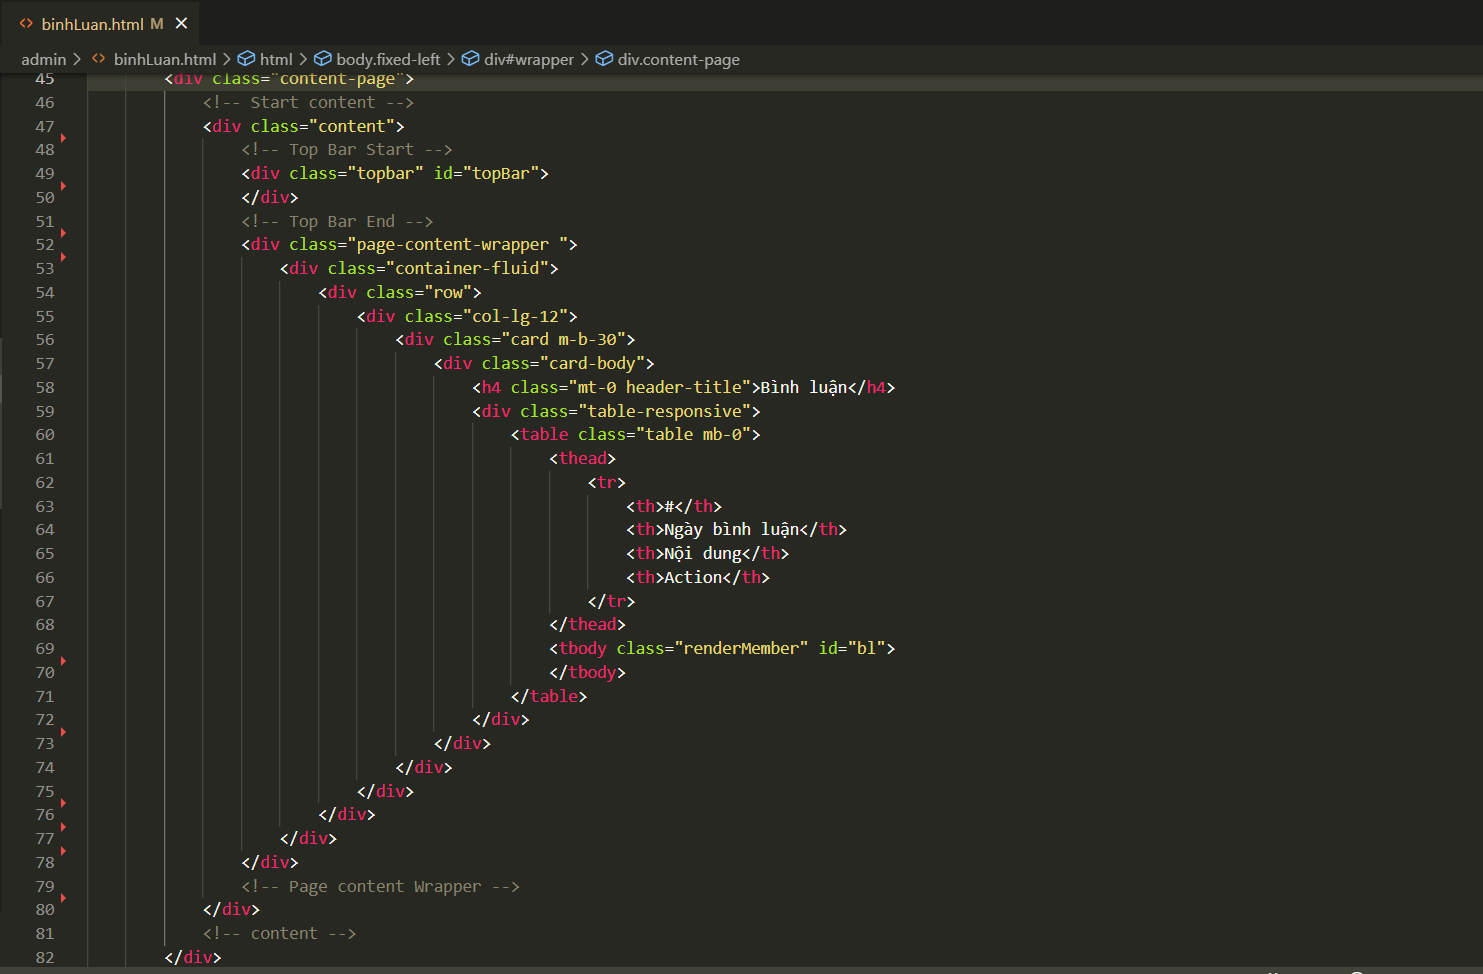 binhLuan.html M
admin > binhLuan.html > html > body.fixed-left > div#wrapper > div.content-page
45 <div class="content-page">
46 <!-- Start content -->
47 <div class="content">
48 <!-- Top Bar Start -->
49 <div class="topbar" id="topBar">
50 </div>
51 <!-- Top Bar End -->
52 <div class="page-content-wrapper ">
53 <div class="container-fluid">
54 <div class="row">
55 <div class="col-lg-12">
56 <div class="card m-b-30">
57 <div class="card-body">
58 <h4 class="mt-0 header-title">Bình luận</h4>
59 <div class="table-responsive">
60 <table class="table mb-0">
61 <thead>
62 <tr>
63 <th>#</th>
64 <th>Ngày bình luận</th>
65 <th>Nội dung</th>
66 <th>Action</th>
67 </tr>
68 </thead>
69 <tbody class="renderMember" id="bl">
70 </tbody>
71 </table>
72 </div>
73 </div>
74 </div>
75 </div>
76 </div>
77 </div>
78 </div>
79 <!-- Page content Wrapper -->
80 </div>
81 <!-- content -->
82 </div>